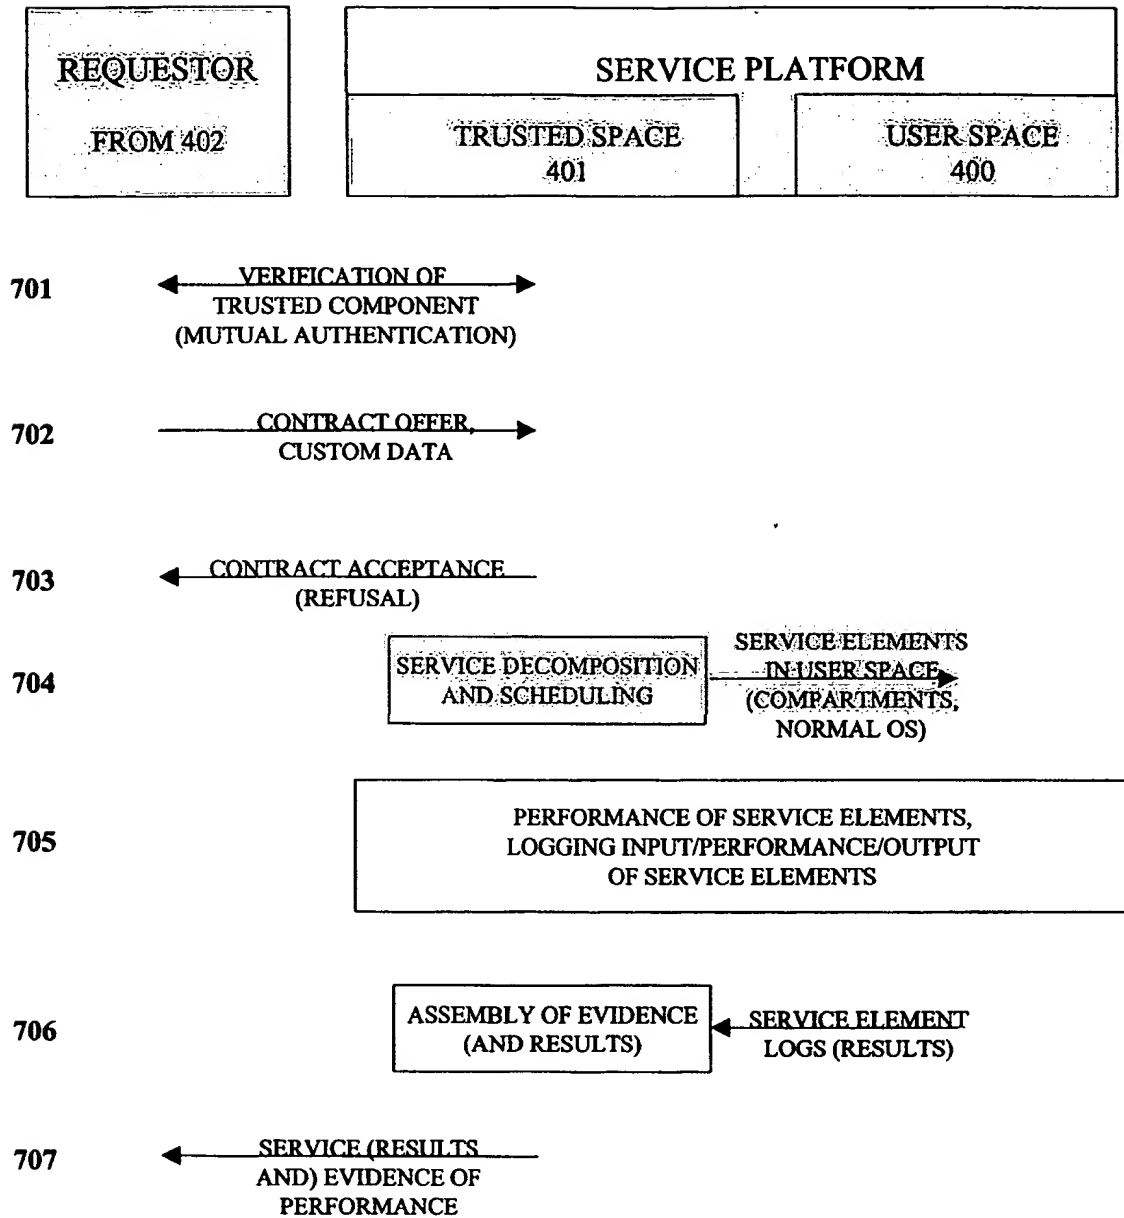 REQUESTOR
FROM 402
SERVICE PLATFORM
TRUSTED SPACE
401
USER SPACE
400
701
VERIFICATION OF
TRUSTED COMPONENT
(MUTUAL AUTHENTICATION)
702
CONTRACT OFFER,
CUSTOM DATA
703
CONTRACT ACCEPTANCE
(REFUSAL)
704
SERVICE DECOMPOSITION
AND SCHEDULING
SERVICE ELEMENTS
IN USER SPACE
(COMPARTMENTS,
NORMAL OS)
705
PERFORMANCE OF SERVICE ELEMENTS,
LOGGING INPUT/PERFORMANCE/OUTPUT
OF SERVICE ELEMENTS
706
ASSEMBLY OF EVIDENCE
(AND RESULTS)
SERVICE ELEMENT
LOGS (RESULTS)
707
SERVICE (RESULTS
AND) EVIDENCE OF
PERFORMANCE